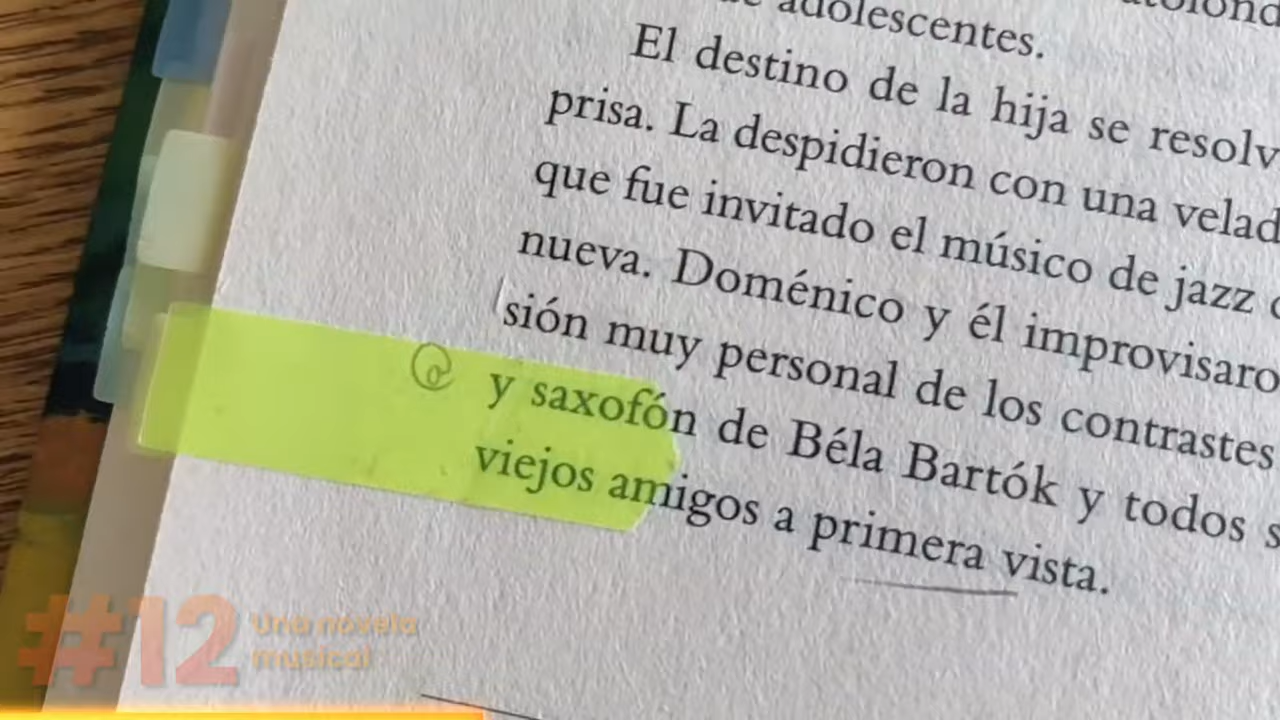 adolescentes.
El destino de la hija se resolv
prisa. La despidieron con una velad
que fue invitado el músico de jazz
nueva. Doménico y él improvisaro
sión muy personal de los contrastes
y saxofón de Béla Bartók y todos s
viejos amigos a primera vista.
#12 Una novela
musical